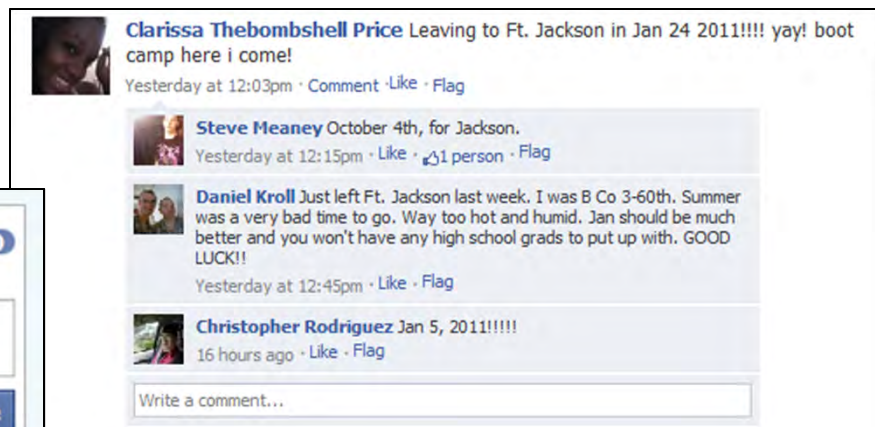 Clarissa Thebombshell Price Leaving to Ft. Jackson in Jan 24 2011!!!! yay! boot
camp here i come!
Yesterday at 12:03pm · Comment · Like · Flag
Steve Meaney October 4th, for Jackson.
Yesterday at 12:15pm · Like · 1 person · Flag
Daniel Kroll Just left Ft. Jackson last week. I was B Co 3-60th. Summer
was a very bad time to go. Way too hot and humid. Jan should be much
better and you won't have any high school grads to put up with. GOOD
LUCK!!
Yesterday at 12:45pm · Like · Flag
Christopher Rodriguez Jan 5, 2011!!!!!
16 hours ago · Like · Flag
Write a comment...